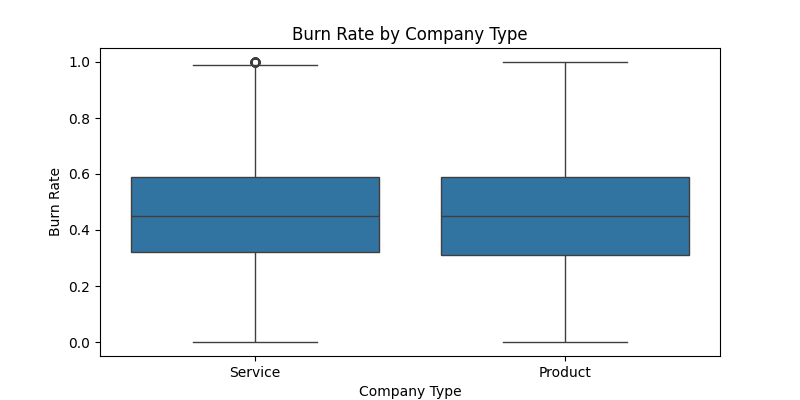 Burn Rate by Company Type
1.0
0.8
0.6
0.4
0.2
0.0
Burn Rate
Service
Product
Company Type